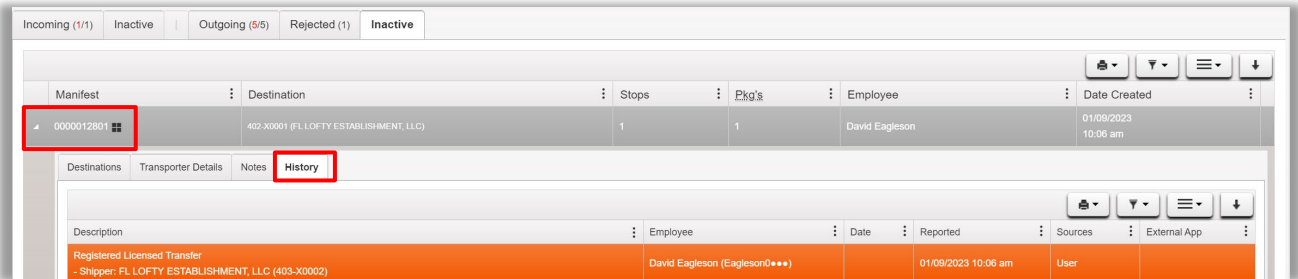 Incoming (1/1) Inactive | Outgoing (5/5) Rejected (1) Inactive
Manifest Destination Stops Pkg's Employee Date Created
0000012801 402-X0001 (FL LOFTY ESTABLISHMENT, LLC) 1 1 David Eagleson 01/09/2023
10:06 am
Destinations Transporter Details Notes History
Description Employee Date Reported Sources External App
Registered Licensed Transfer
- Shipper: FL LOFTY ESTABLISHMENT, LLC (403-X0002) David Eagleson (Eagleson0●●●) 01/09/2023 10:06 am User